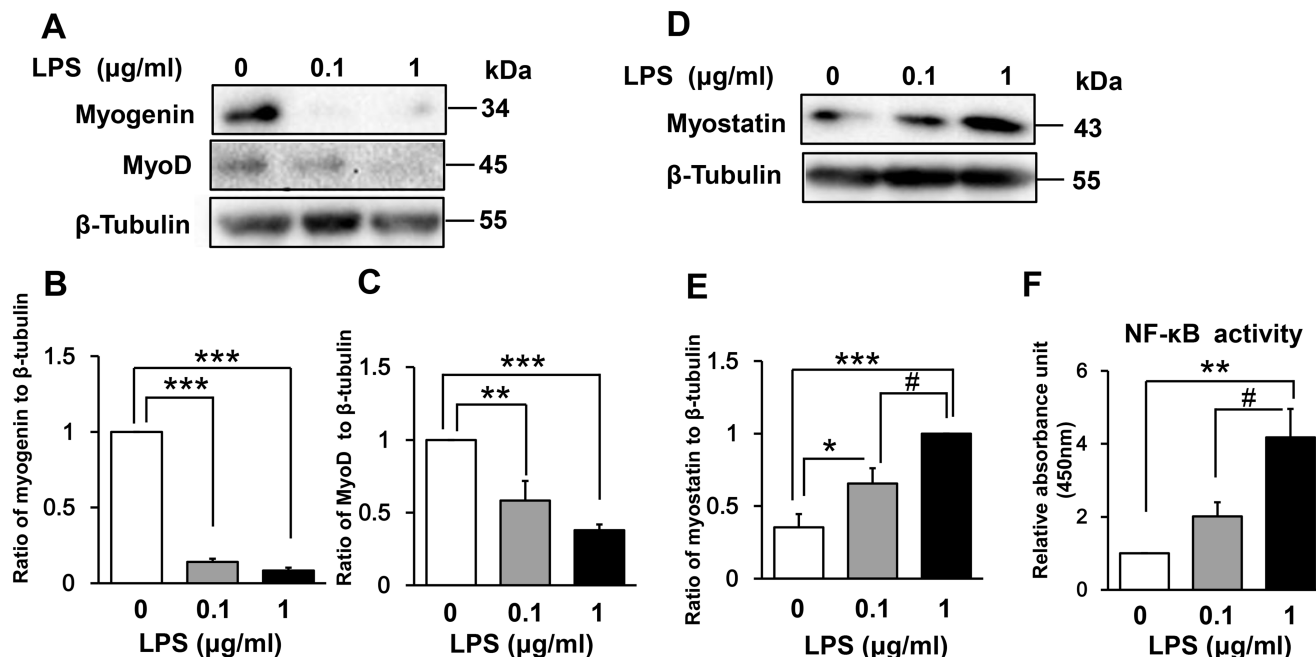 A
LPS (μg/ml) 0 0.1 1 kDa
Myogenin 34
MyoD 45
β-Tubulin 55
D
LPS (μg/ml) 0 0.1 1 kDa
Myostatin 43
β-Tubulin 55
B
Ratio of myogenin to β-tubulin
1.5
1
0.5
0
***
***
0 0.1 1
LPS (μg/ml)
C
Ratio of MyoD to β-tubulin
1.5
1
0.5
0
***
**
0 0.1 1
LPS (μg/ml)
E
Ratio of myostatin to β-tubulin
1.5
1
0.5
0
***
#
*
0 0.1 1
LPS (μg/ml)
F
NF-κB activity
Relative absorbance unit
(450nm)
6
4
2
0
**
#
0 0.1 1
LPS (μg/ml)